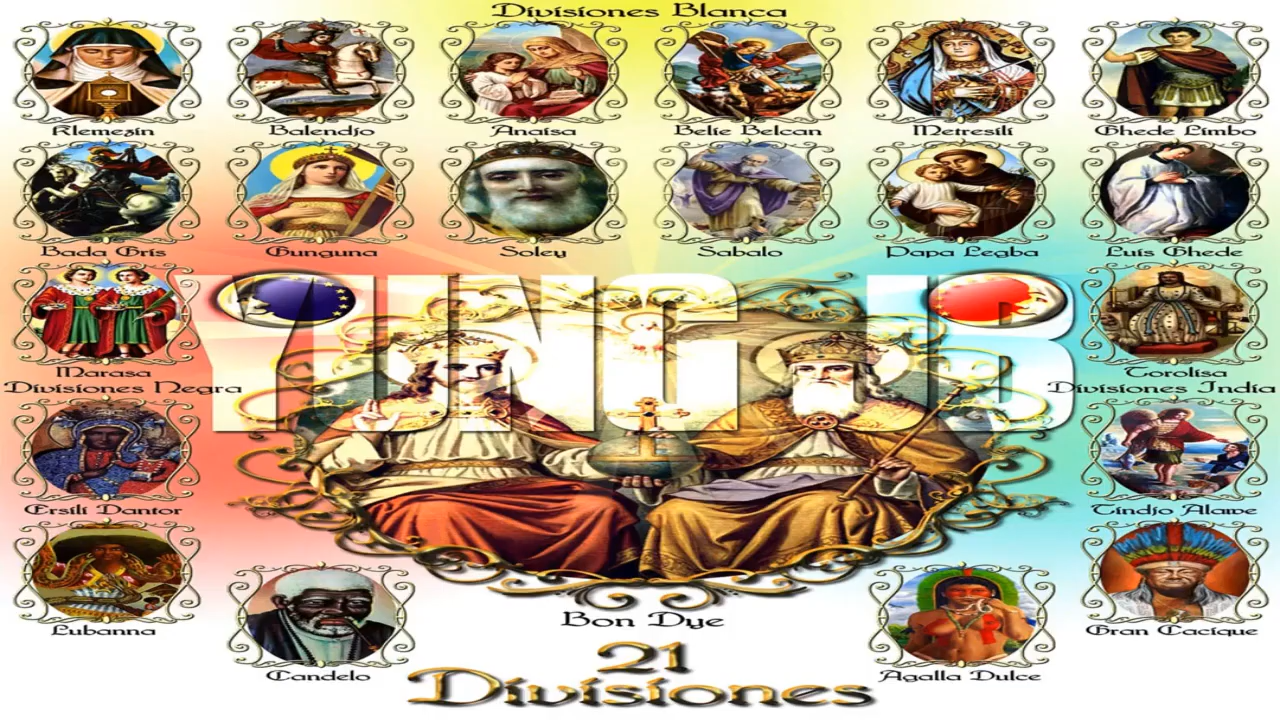 Divisiones Blanca
Klemezin
Balendjo
Anaisa
Belie Belcan
Metresili
Ghede Limbo
Bada Gris
Gunguna
Soley
Sabalo
Papa Legba
Luis Ghede
YUNG JB
Marasa
Torolisa
Divisiones Negra
Divisiones India
Ersili Dantor
Tindjo Alawe
Lubanna
Gran Cacique
Bon Dye
Candelo
Agalla Dulce
21
Divisiones